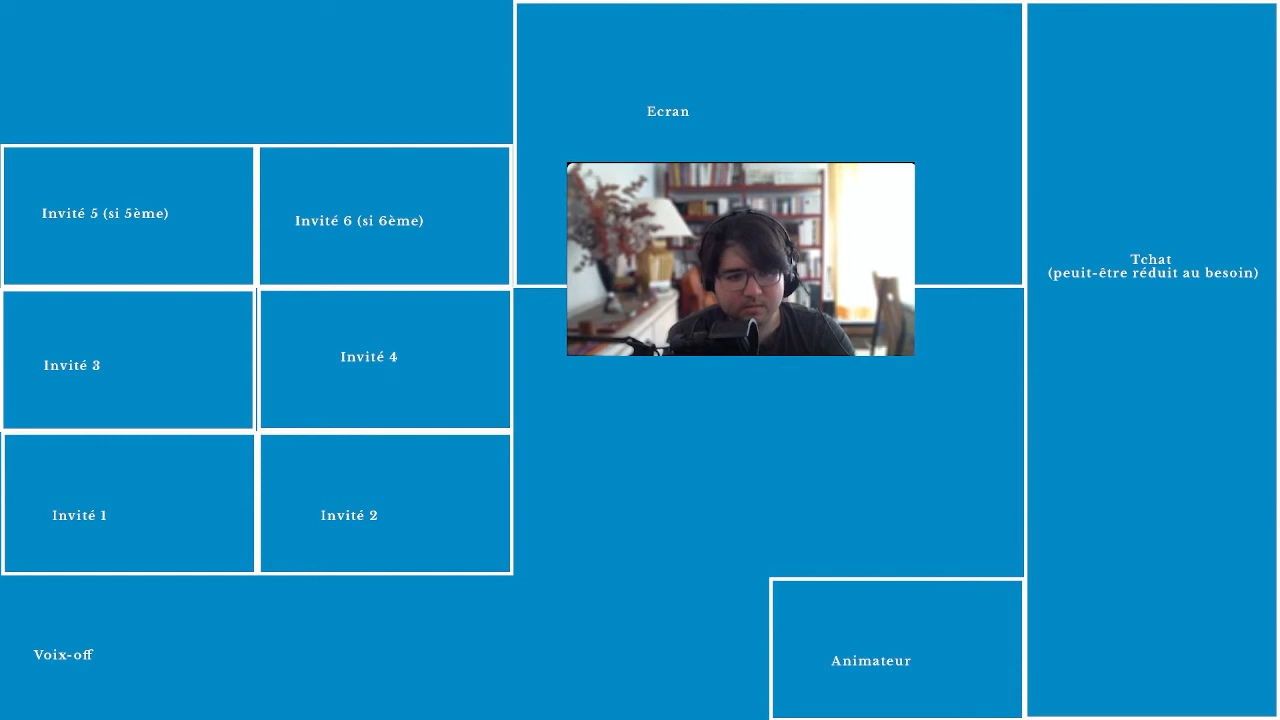 Ecran
Invité 5 (si 5ème)
Invité 6 (si 6ème)
Tchat
(peuit-être réduit au besoin)
Invité 3
Invité 4
Invité 1
Invité 2
Voix-off
Animateur